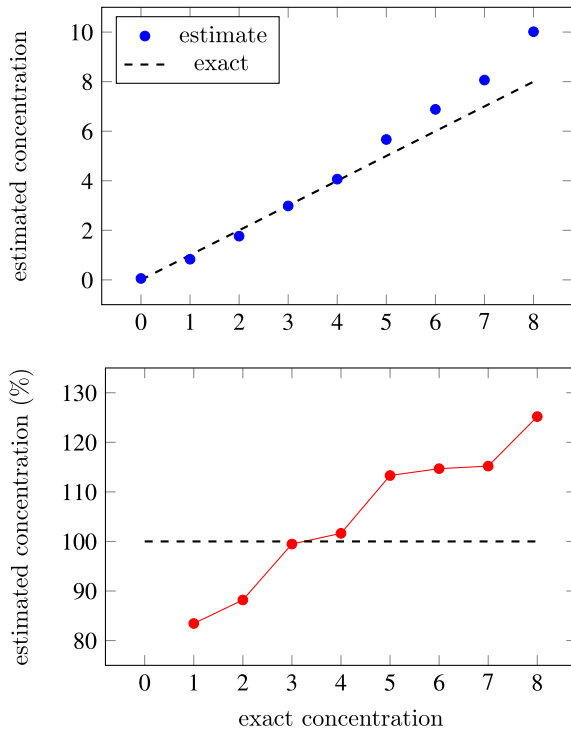 estimated concentration
10
8
6
4
2
0
estimate
exact
0 1 2 3 4 5 6 7 8
estimated concentration (%)
130
120
110
100
90
80
0 1 2 3 4 5 6 7 8
exact concentration